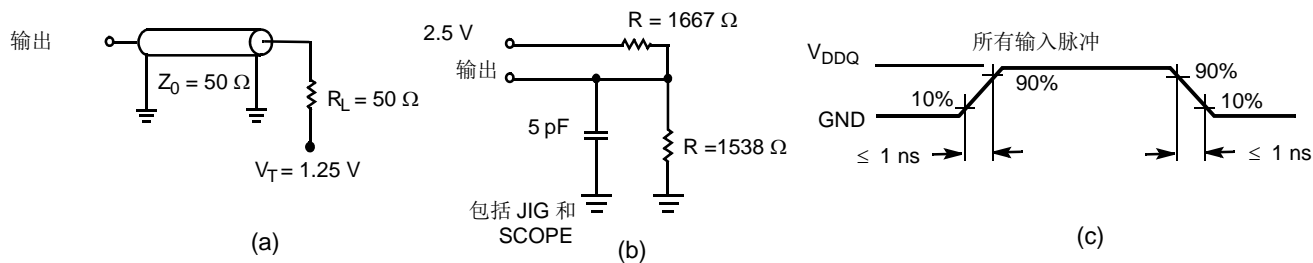 输出
Z0 = 50 Ω
RL = 50 Ω
VT = 1.25 V
(a)
R = 1667 Ω
2.5 V
输出
5 pF
R =1538 Ω
包括 JIG 和
SCOPE
(b)
所有输入脉冲
VDDQ
GND
10%
90%
90%
10%
≤ 1 ns
≤ 1 ns
(c)